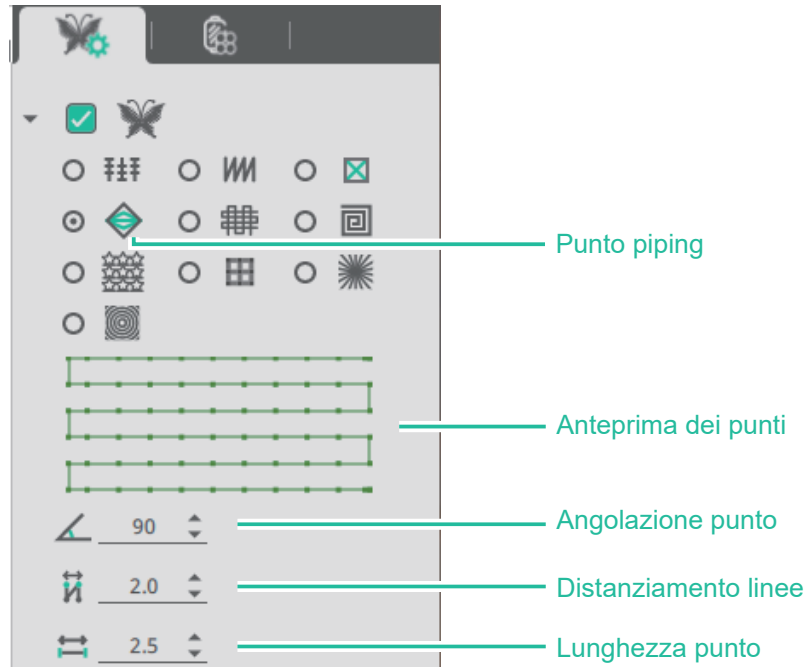 Punto piping
Anteprima dei punti
90
Angolazione punto
2.0
Distanziamento linee
2.5
Lunghezza punto